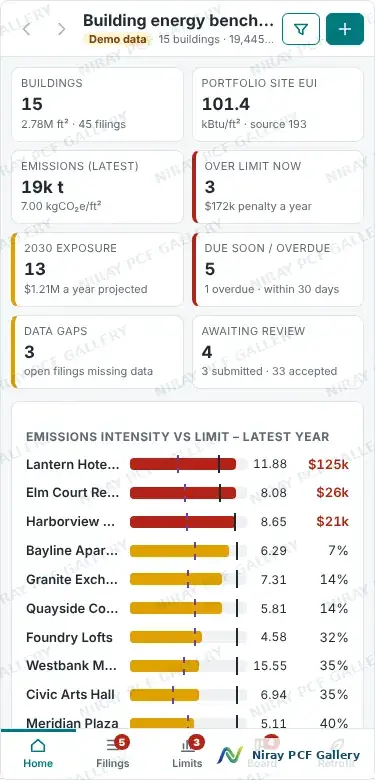 Building energy bench...
Demo data 15 buildings · 19,445...
BUILDINGS
15
2.78M ft² · 45 filings
PORTFOLIO SITE EUI
101.4
kBtu/ft² · source 193
EMISSIONS (LATEST)
19k t
7.00 kgCO₂e/ft²
OVER LIMIT NOW
3
$172k penalty a year
2030 EXPOSURE
13
$1.21M a year projected
DUE SOON / OVERDUE
5
1 overdue · within 30 days
DATA GAPS
3
open filings missing data
AWAITING REVIEW
4
3 submitted · 33 accepted
EMISSIONS INTENSITY VS LIMIT – LATEST YEAR
Lantern Hote... 11.88 $125k
Elm Court Re... 8.08 $26k
Harborview ... 8.65 $21k
Bayline Apar... 6.29 7%
Granite Exch... 7.31 14%
Quayside Co... 5.81 14%
Foundry Lofts 4.58 32%
Westbank M... 15.55 35%
Civic Arts Hall 6.94 35%
Meridian Plaza 5.11 40%
5 3 4
Home Filings Limits Board Retrofit
Niray PCF Gallery
NIRAY PCF GALLERY